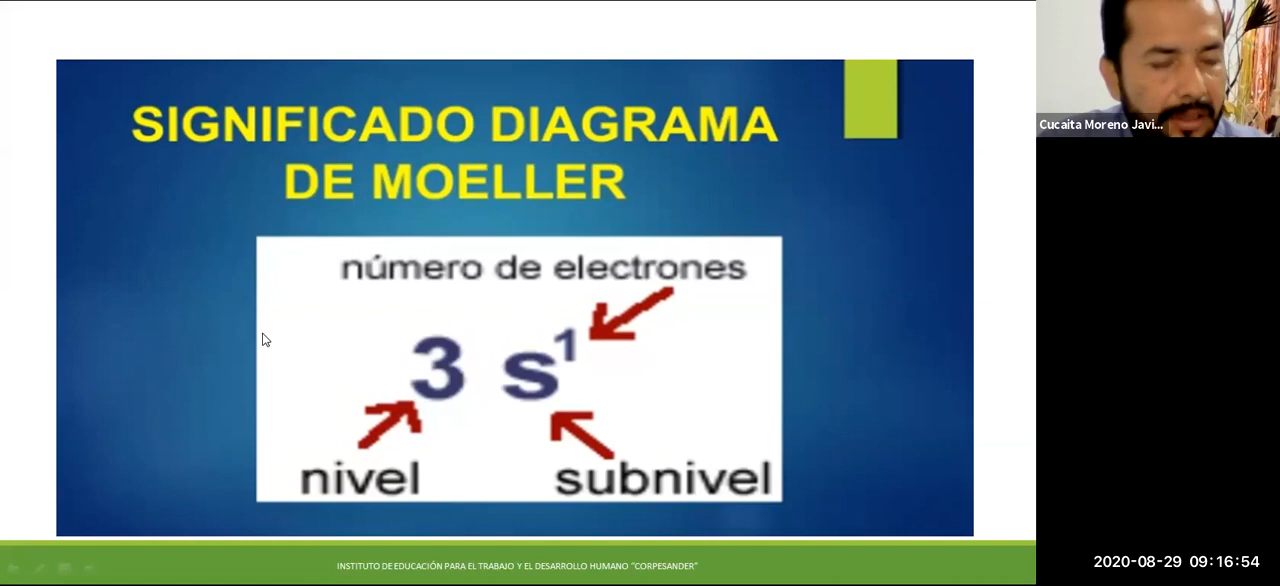 SIGNIFICADO DIAGRAMA
DE MOELLER
número de electrones
3 s¹
nivel
subnivel
INSTITUTO DE EDUCACIÓN PARA EL TRABAJO Y EL DESARROLLO HUMANO “CORPESANDER”
Cucaita Moreno Javi...
2020-08-29 09:16:54